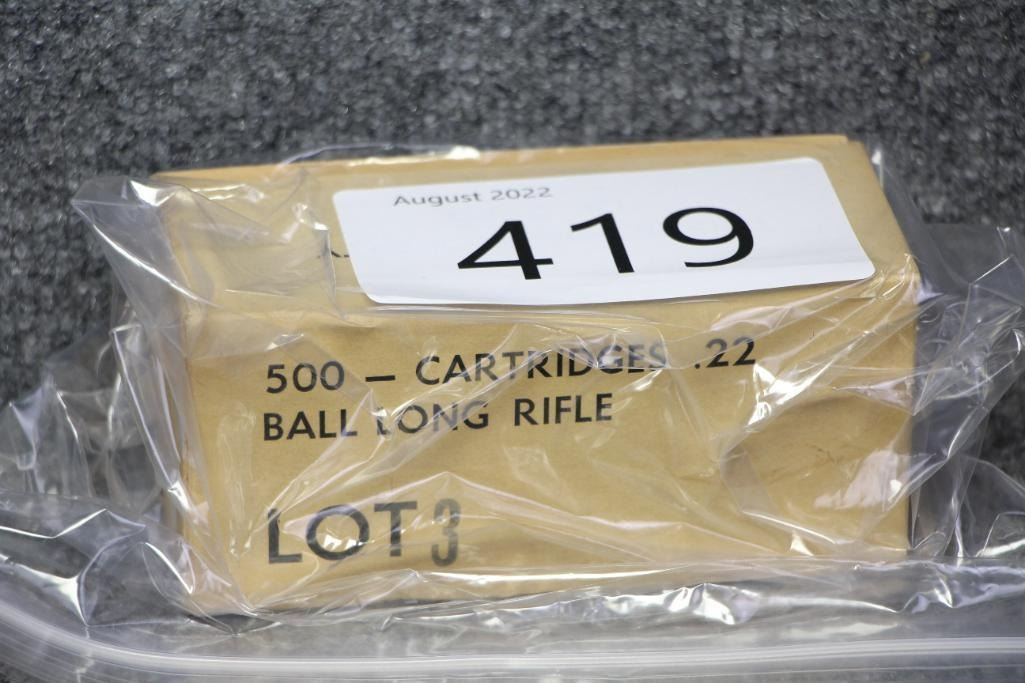 August 2022
419
500 — CARTRIDGES .22
BALL LONG RIFLE
LOT 3